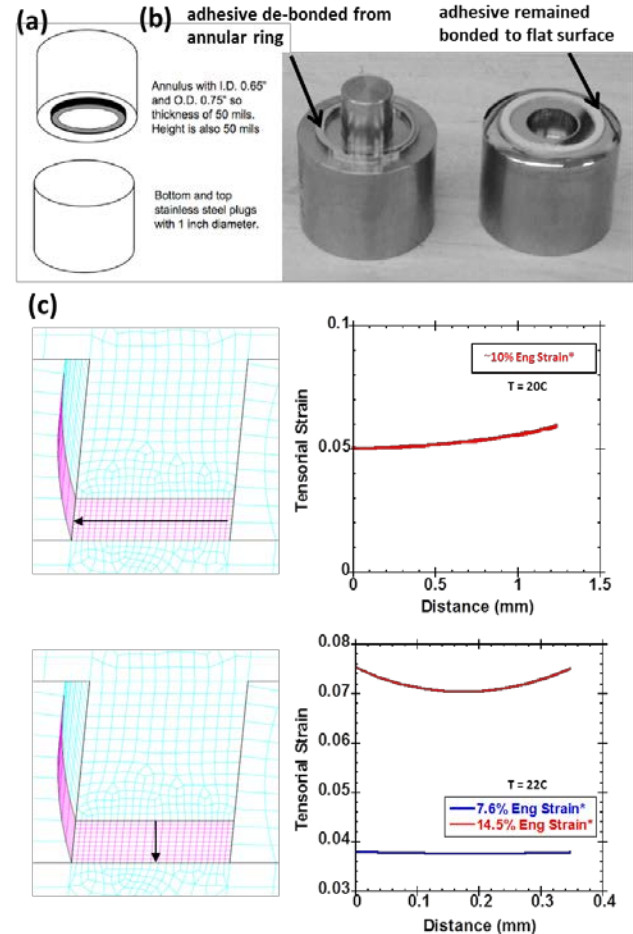 (a)
Annulus with I.D. 0.65"
and O.D. 0.75" so
thickness of 50 mils.
Height is also 50 mils
Bottom and top
stainless steel plugs
with 1 inch diameter.
(b)
adhesive de-bonded from
annular ring
adhesive remained
bonded to flat surface
(c)
0.1
0.05
0
Tensorial Strain
~10% Eng Strain*
T = 20C
0 0.5 1 1.5
Distance (mm)
0.08
0.07
0.06
0.05
0.04
0.03
Tensorial Strain
T = 22C
7.6% Eng Strain*
14.5% Eng Strain*
0 0.1 0.2 0.3 0.4
Distance (mm)